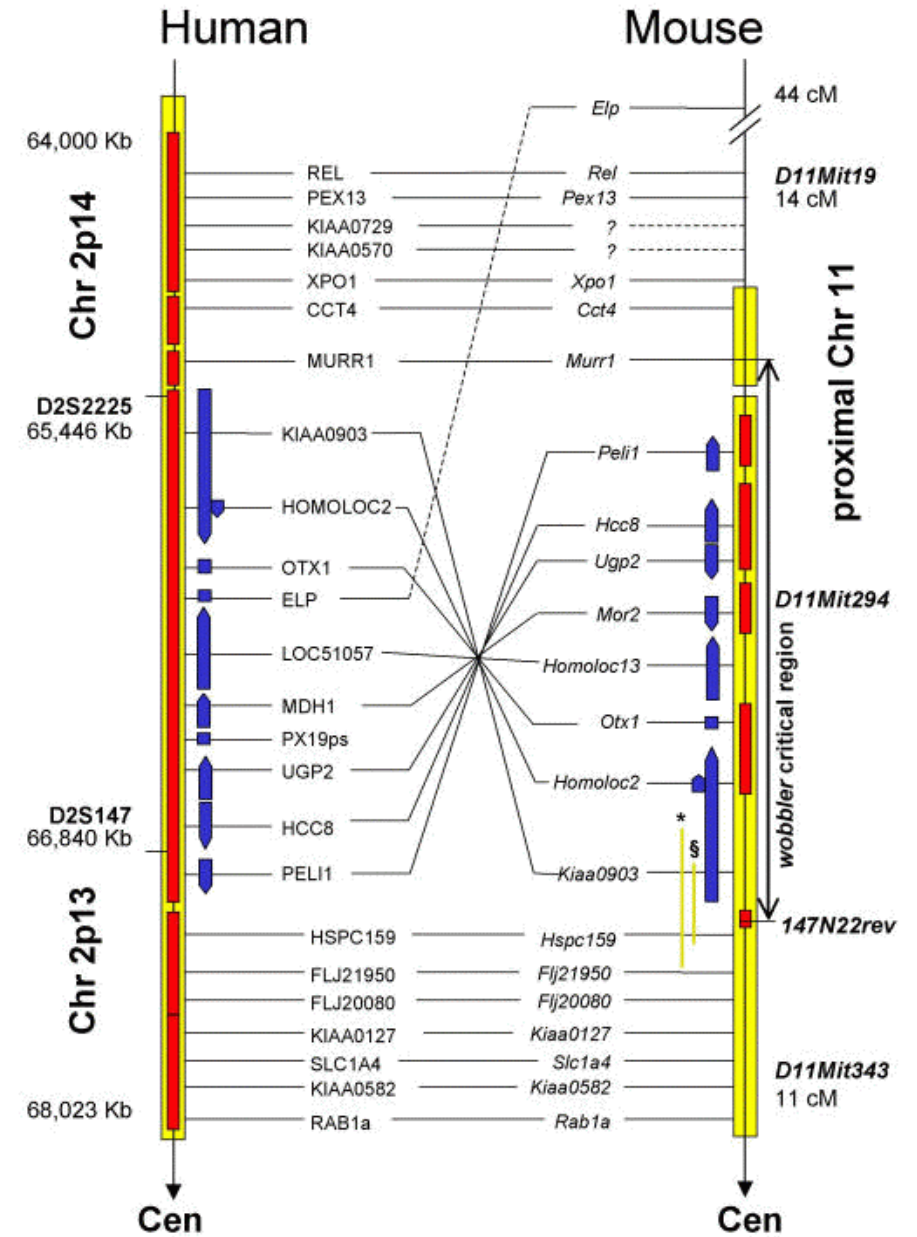 Human Mouse
44 cM
Elp
64,000 Kb
REL Rel D11Mit19
PEX13 Pex13 14 cM
KIAA0729 ?
KIAA0570 ?
XPO1 Xpo1
CCT4 Cct4
Chr 2p14
proximal Chr 11
MURR1 Murr1
D2S2225
65,446 Kb
KIAA0903
Peli1
HOMOLOC2
Hcc8
OTX1
Ugp2
ELP
Mor2
D11Mit294
LOC51057
Homoloc13
MDH1
Otx1
PX19ps
UGP2
Homoloc2
wobbler critical region
D2S147
66,840 Kb
HCC8
*
§
PELI1
Kiaa0903
147N22rev
Chr 2p13
HSPC159 Hspc159
FLJ21950 Flj21950
FLJ20080 Flj20080
KIAA0127 Kiaa0127
SLC1A4 Slc1a4
D11Mit343
KIAA0582 Kiaa0582
11 cM
68,023 Kb
RAB1a Rab1a
Cen Cen